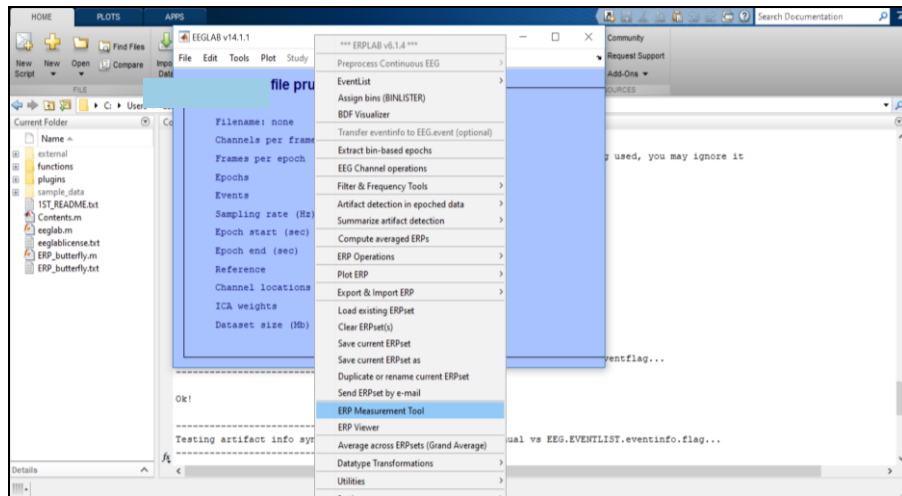 HOME PLOTS APPS
Search Documentation
New Script
New
Open
Find Files
Compare
FILE
Community
Request Support
Add-Ons
C: Users
Current Folder
Name
external
functions
plugins
sample_data
1ST_README.txt
Contents.m
eeglab.m
eeglablicense.txt
ERP_butterfly.m
ERP_butterfly.txt
Details
EEGLAB v14.1.1
File Edit Tools Plot Study
file pru
Filename: none
Channels per frame
Frames per epoch
Epochs
Events
Sampling rate (Hz)
Epoch start (sec)
Epoch end (sec)
Reference
Channel locations
ICA weights
Dataset size (Mb)
*** ERPLAB v6.1.4 ***
Preprocess Continuous EEG
EventList
Assign bins (BINLISTER)
BDF Visualizer
Transfer eventinfo to EEG.event (optional)
Extract bin-based epochs
EEG Channel operations
Filter & Frequency Tools
Artifact detection in epoched data
Summarize artifact detection
Compute averaged ERPs
ERP Operations
Plot ERP
Export & Import ERP
Load existing ERPset
Clear ERPset(s)
Save current ERPset
Save current ERPset as
Duplicate or rename current ERPset
Send ERPset by e-mail
ERP Measurement Tool
ERP Viewer
Average across ERPsets (Grand Average)
Datatype Transformations
Utilities
used, you may ignore it
ventflag...
Ok!
Testing artifact info syn
ual vs EEG.EVENTLIST.eventinfo.flag...
fx